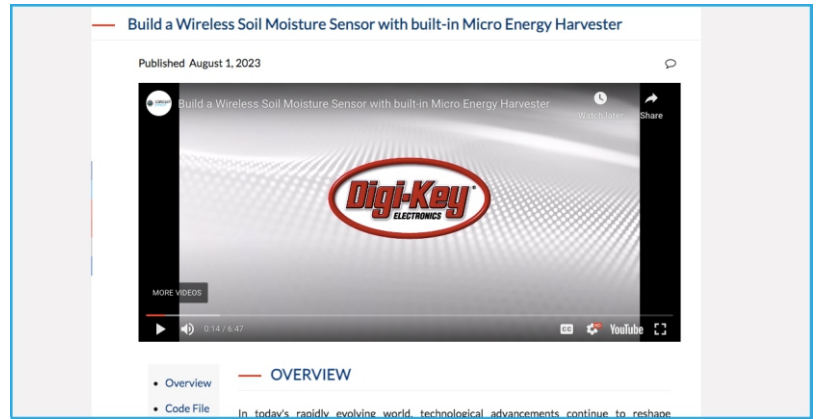 Build a Wireless Soil Moisture Sensor with built-in Micro Energy Harvester
Published August 1, 2023
Build a Wireless Soil Moisture Sensor with built-in Micro Energy Harvester
Watch later
Share
Digi-Key
ELECTRONICS
MORE VIDEOS
0:14 / 6:47
CC
YouTube
• Overview
• Code File
OVERVIEW
In today's rapidly evolving world, technological advancements continue to reshape